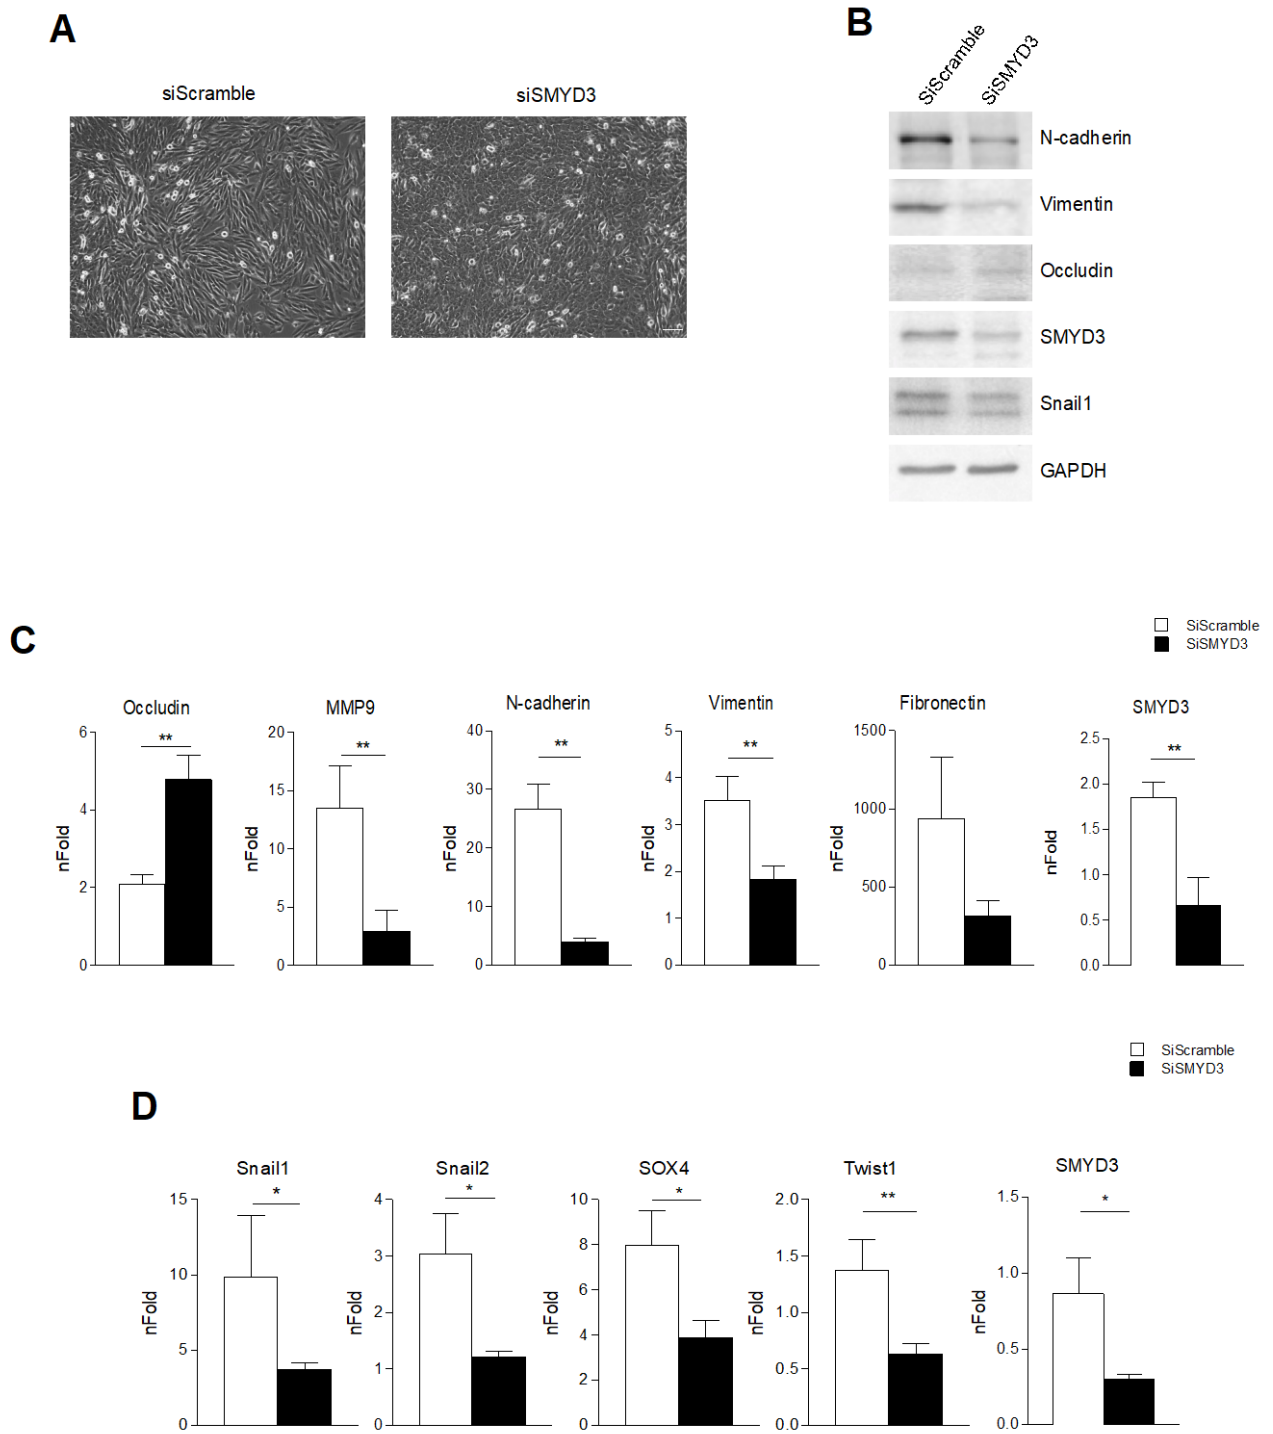 A
B
siScramble
siSMYD3
SiScramble
SiSMYD3
N-cadherin
Vimentin
Occludin
SMYD3
Snail1
GAPDH
C
SiScramble
SiSMYD3
Occludin
MMP9
N-cadherin
Vimentin
Fibronectin
SMYD3
nFold
6
4
2
0
**
nFold
20
15
10
5
0
**
nFold
40
30
20
10
0
**
nFold
5
4
3
2
1
0
**
nFold
1500
1000
500
0
nFold
2.5
2.0
1.5
1.0
0.5
0.0
**
SiScramble
SiSMYD3
D
Snail1
Snail2
SOX4
Twist1
SMYD3
nFold
15
10
5
0
*
nFold
4
3
2
1
0
*
nFold
10
8
6
4
2
0
*
nFold
2.0
1.5
1.0
0.5
0.0
**
nFold
1.5
1.0
0.5
0.0
*